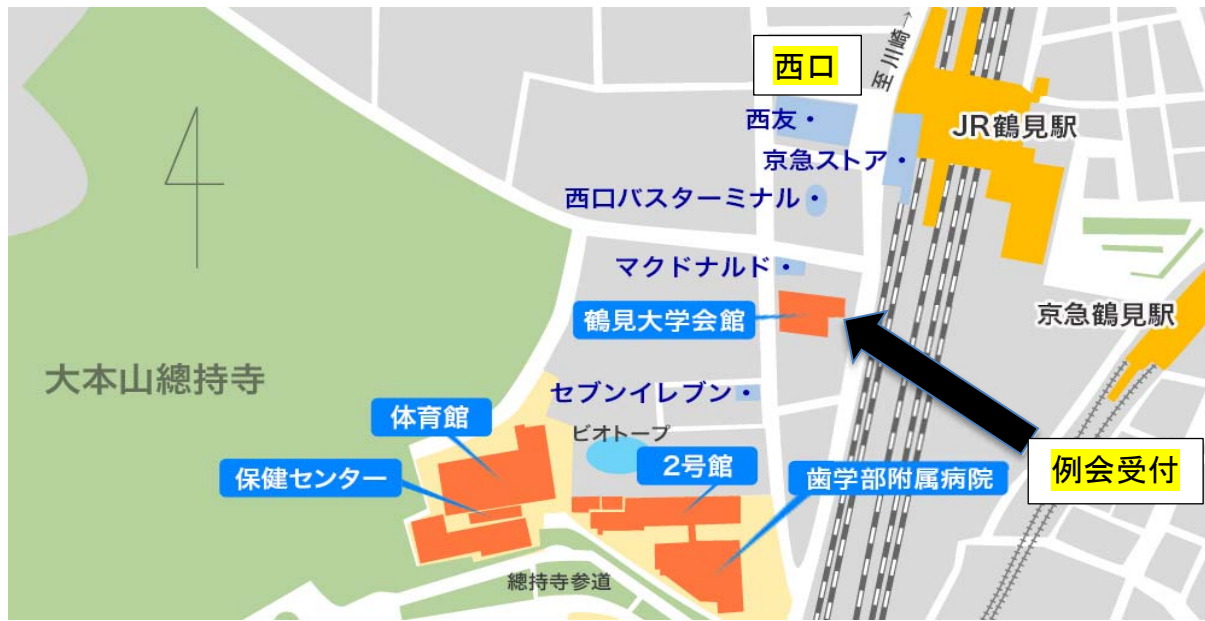 西口
至 川崎→
西友
JR鶴見駅
京急ストア
西口バスターミナル
マクドナルド
鶴見大学会館
京急鶴見駅
大本山總持寺
セブンイレブン
体育館
ビオトープ
2号館
保健センター
歯学部附属病院
例会受付
總持寺参道